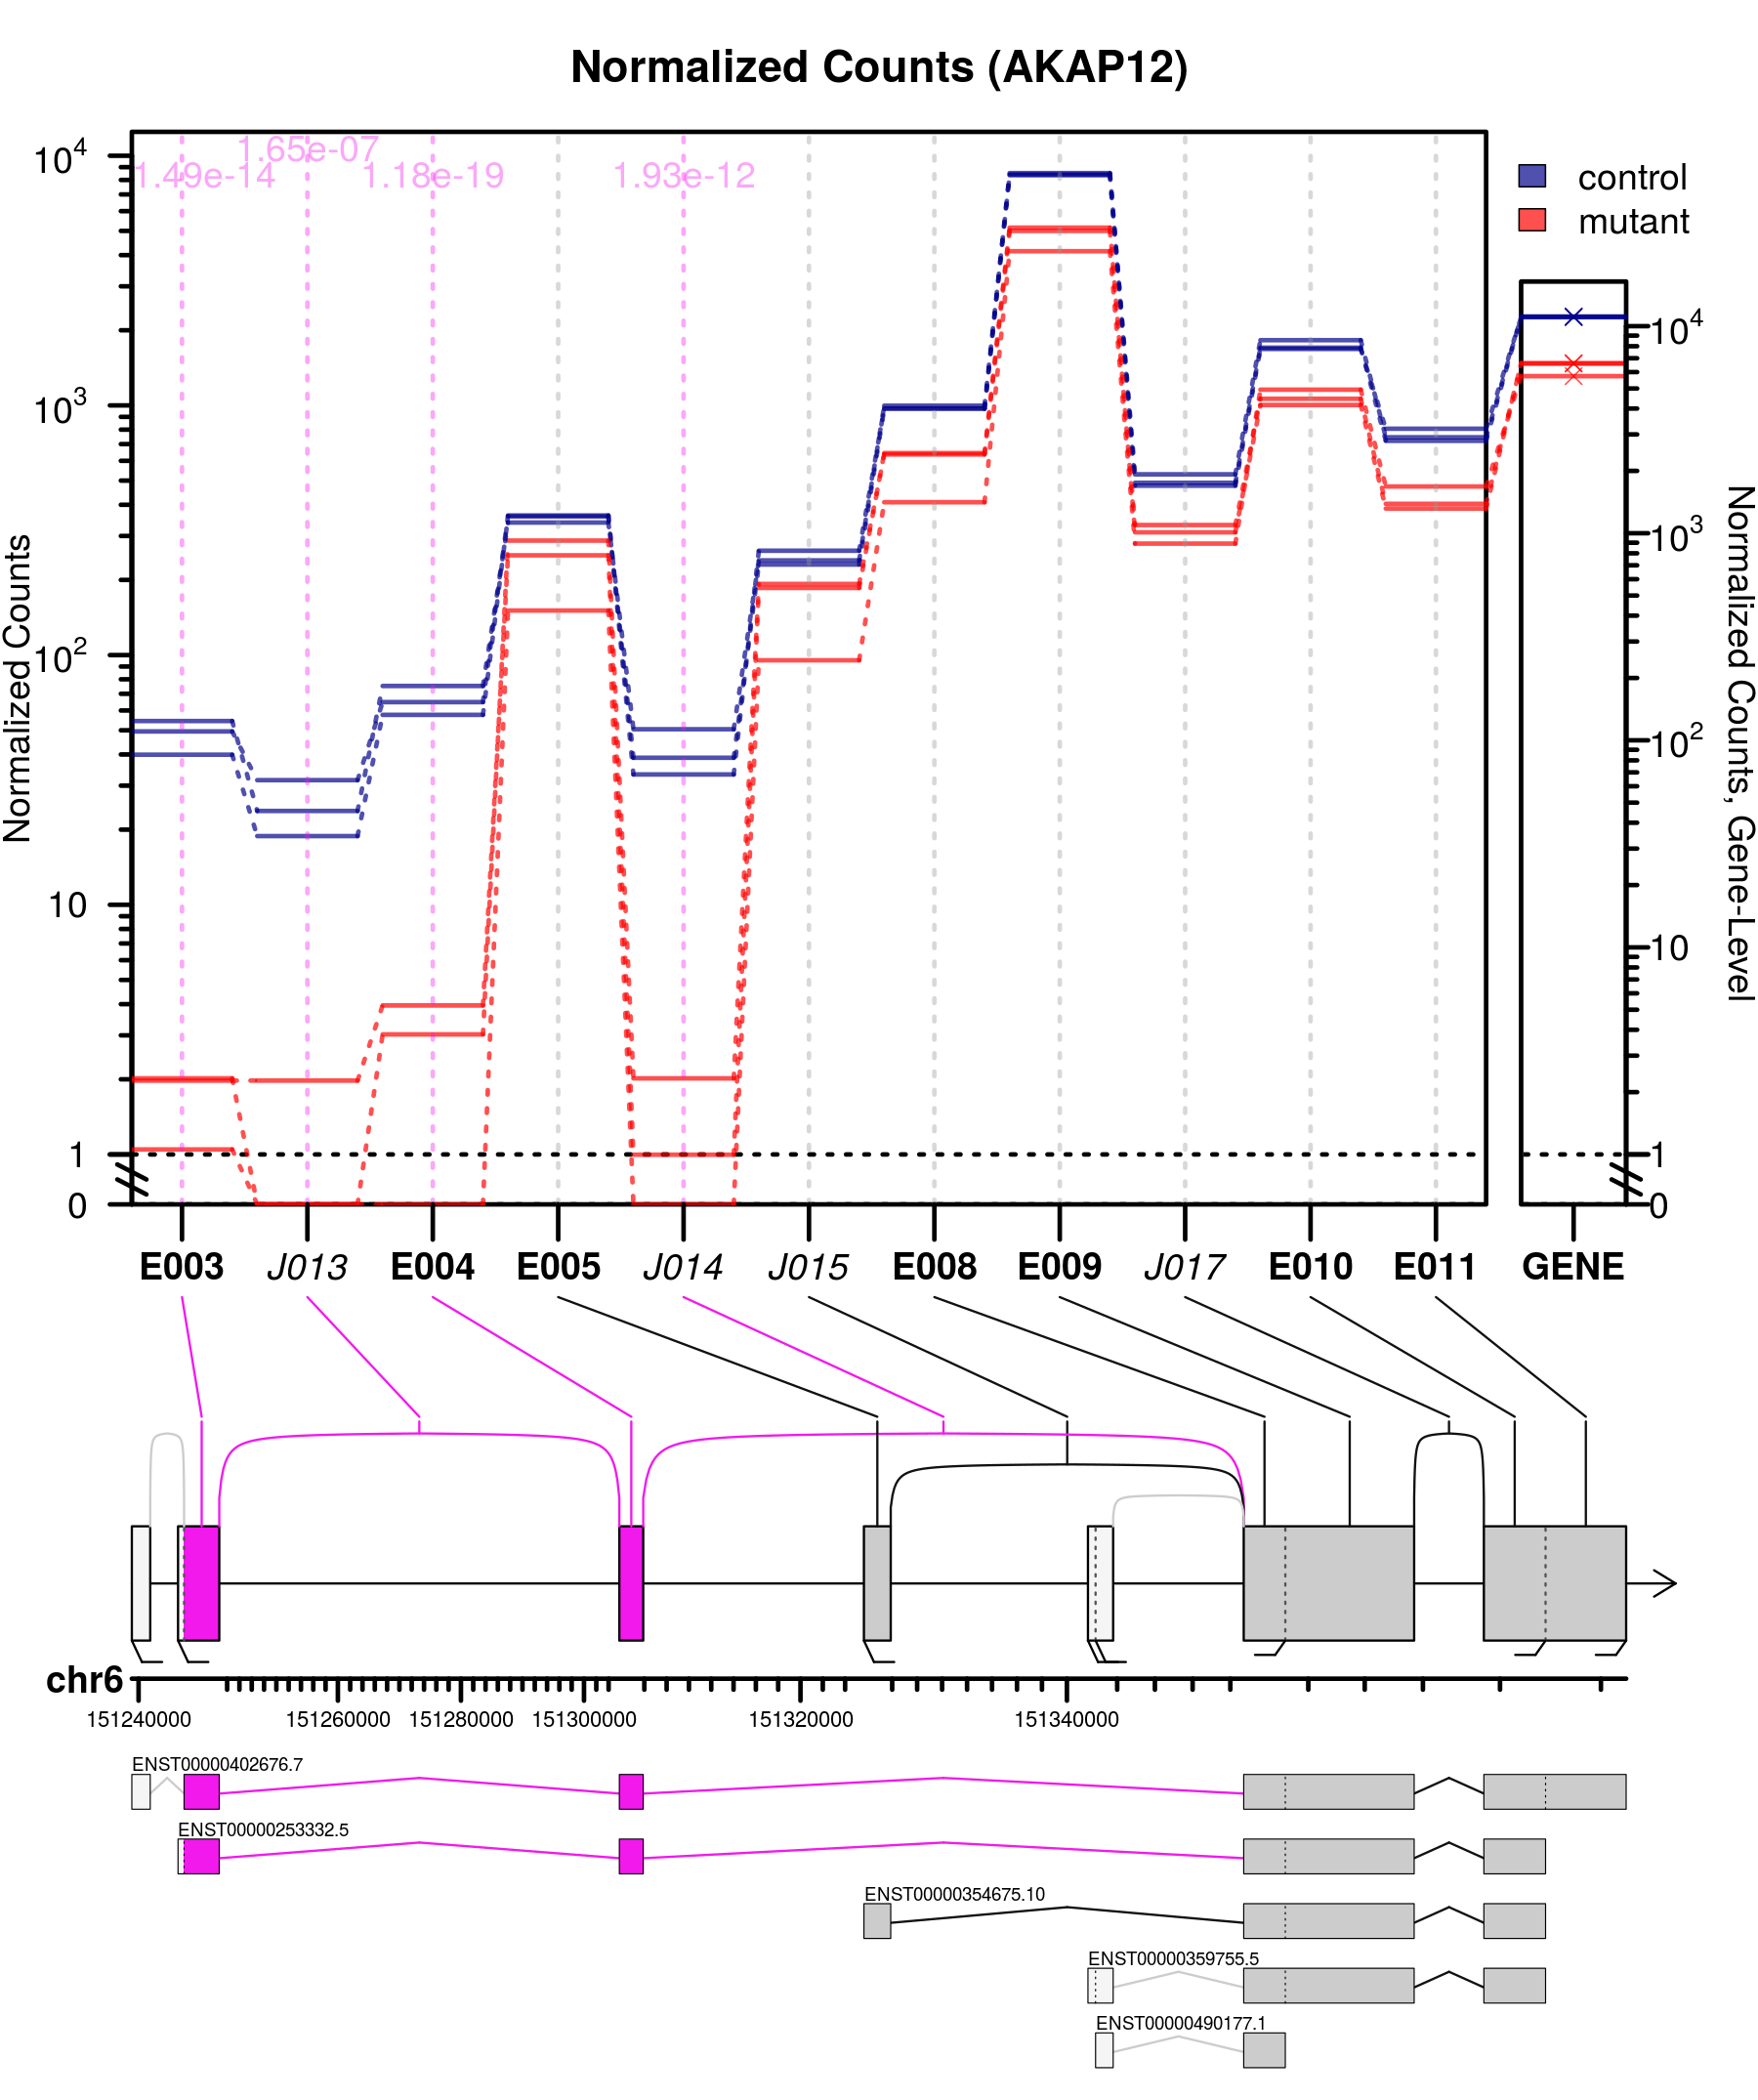 Normalized Counts (AKAP12)
1.65e-07
1.49e-14 1.18e-19 1.93e-12
control
mutant
Normalized Counts
10^4
10^3
10^2
10
1
0
10^4
10^3
10^2
10
1
0
Normalized Counts, Gene-Level
E003 J013 E004 E005 J014 J015 E008 E009 J017 E010 E011 GENE
chr6
151240000 151260000 151280000 151300000 151320000 151340000
ENST00000402676.7
ENST00000253332.5
ENST00000354675.10
ENST00000359755.5
ENST00000490177.1